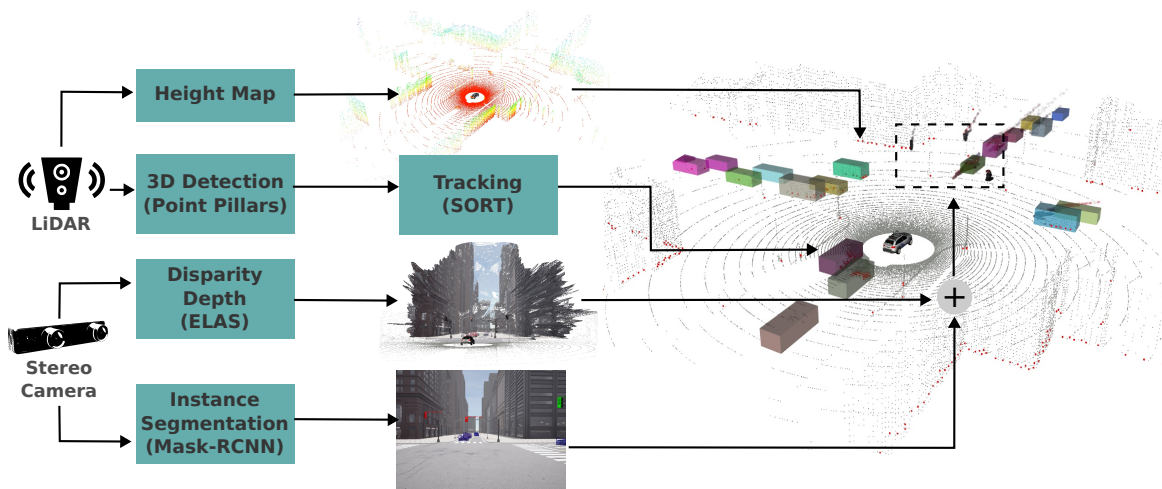 Height Map
LiDAR
3D Detection
(Point Pillars)
Tracking
(SORT)
Disparity
Depth
(ELAS)
+
Stereo
Camera
Instance
Segmentation
(Mask-RCNN)